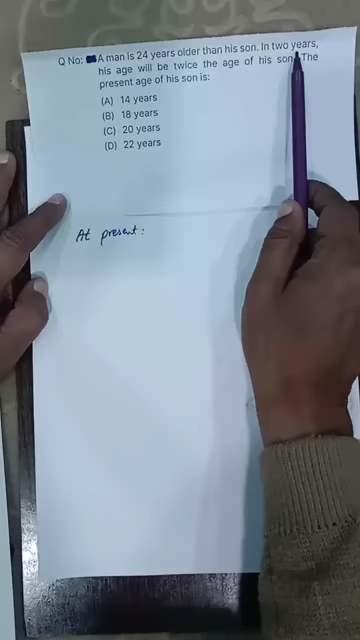 Q No: A man is 24 years older than his son. In two years,
his age will be twice the age of his son. The
present age of his son is:
(A) 14 years
(B) 18 years
(C) 20 years
(D) 22 years
At present: